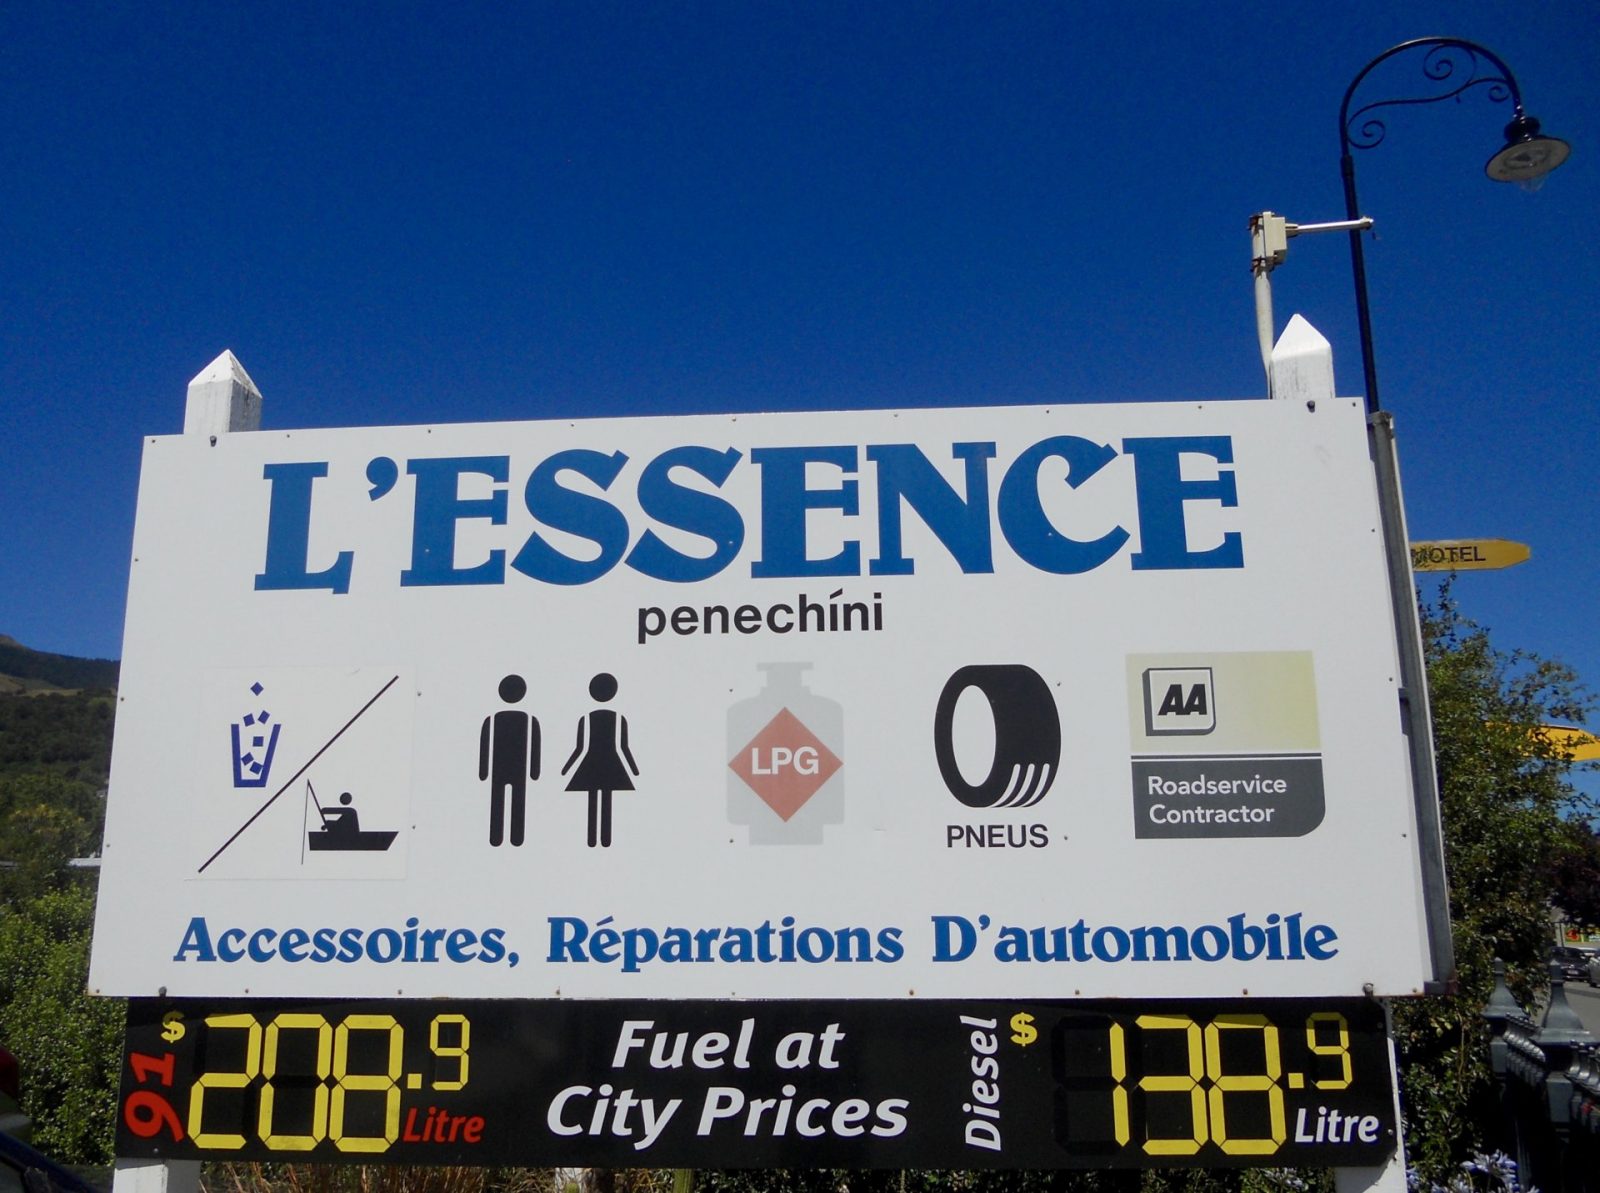 L'ESSENCE
penechíni
MOTEL
LPG
PNEUS
AA
Roadservice
Contractor
Accessoires, Réparations D'automobile
91 $208.9 Litre
Fuel at
City Prices
Diesel $138.9 Litre